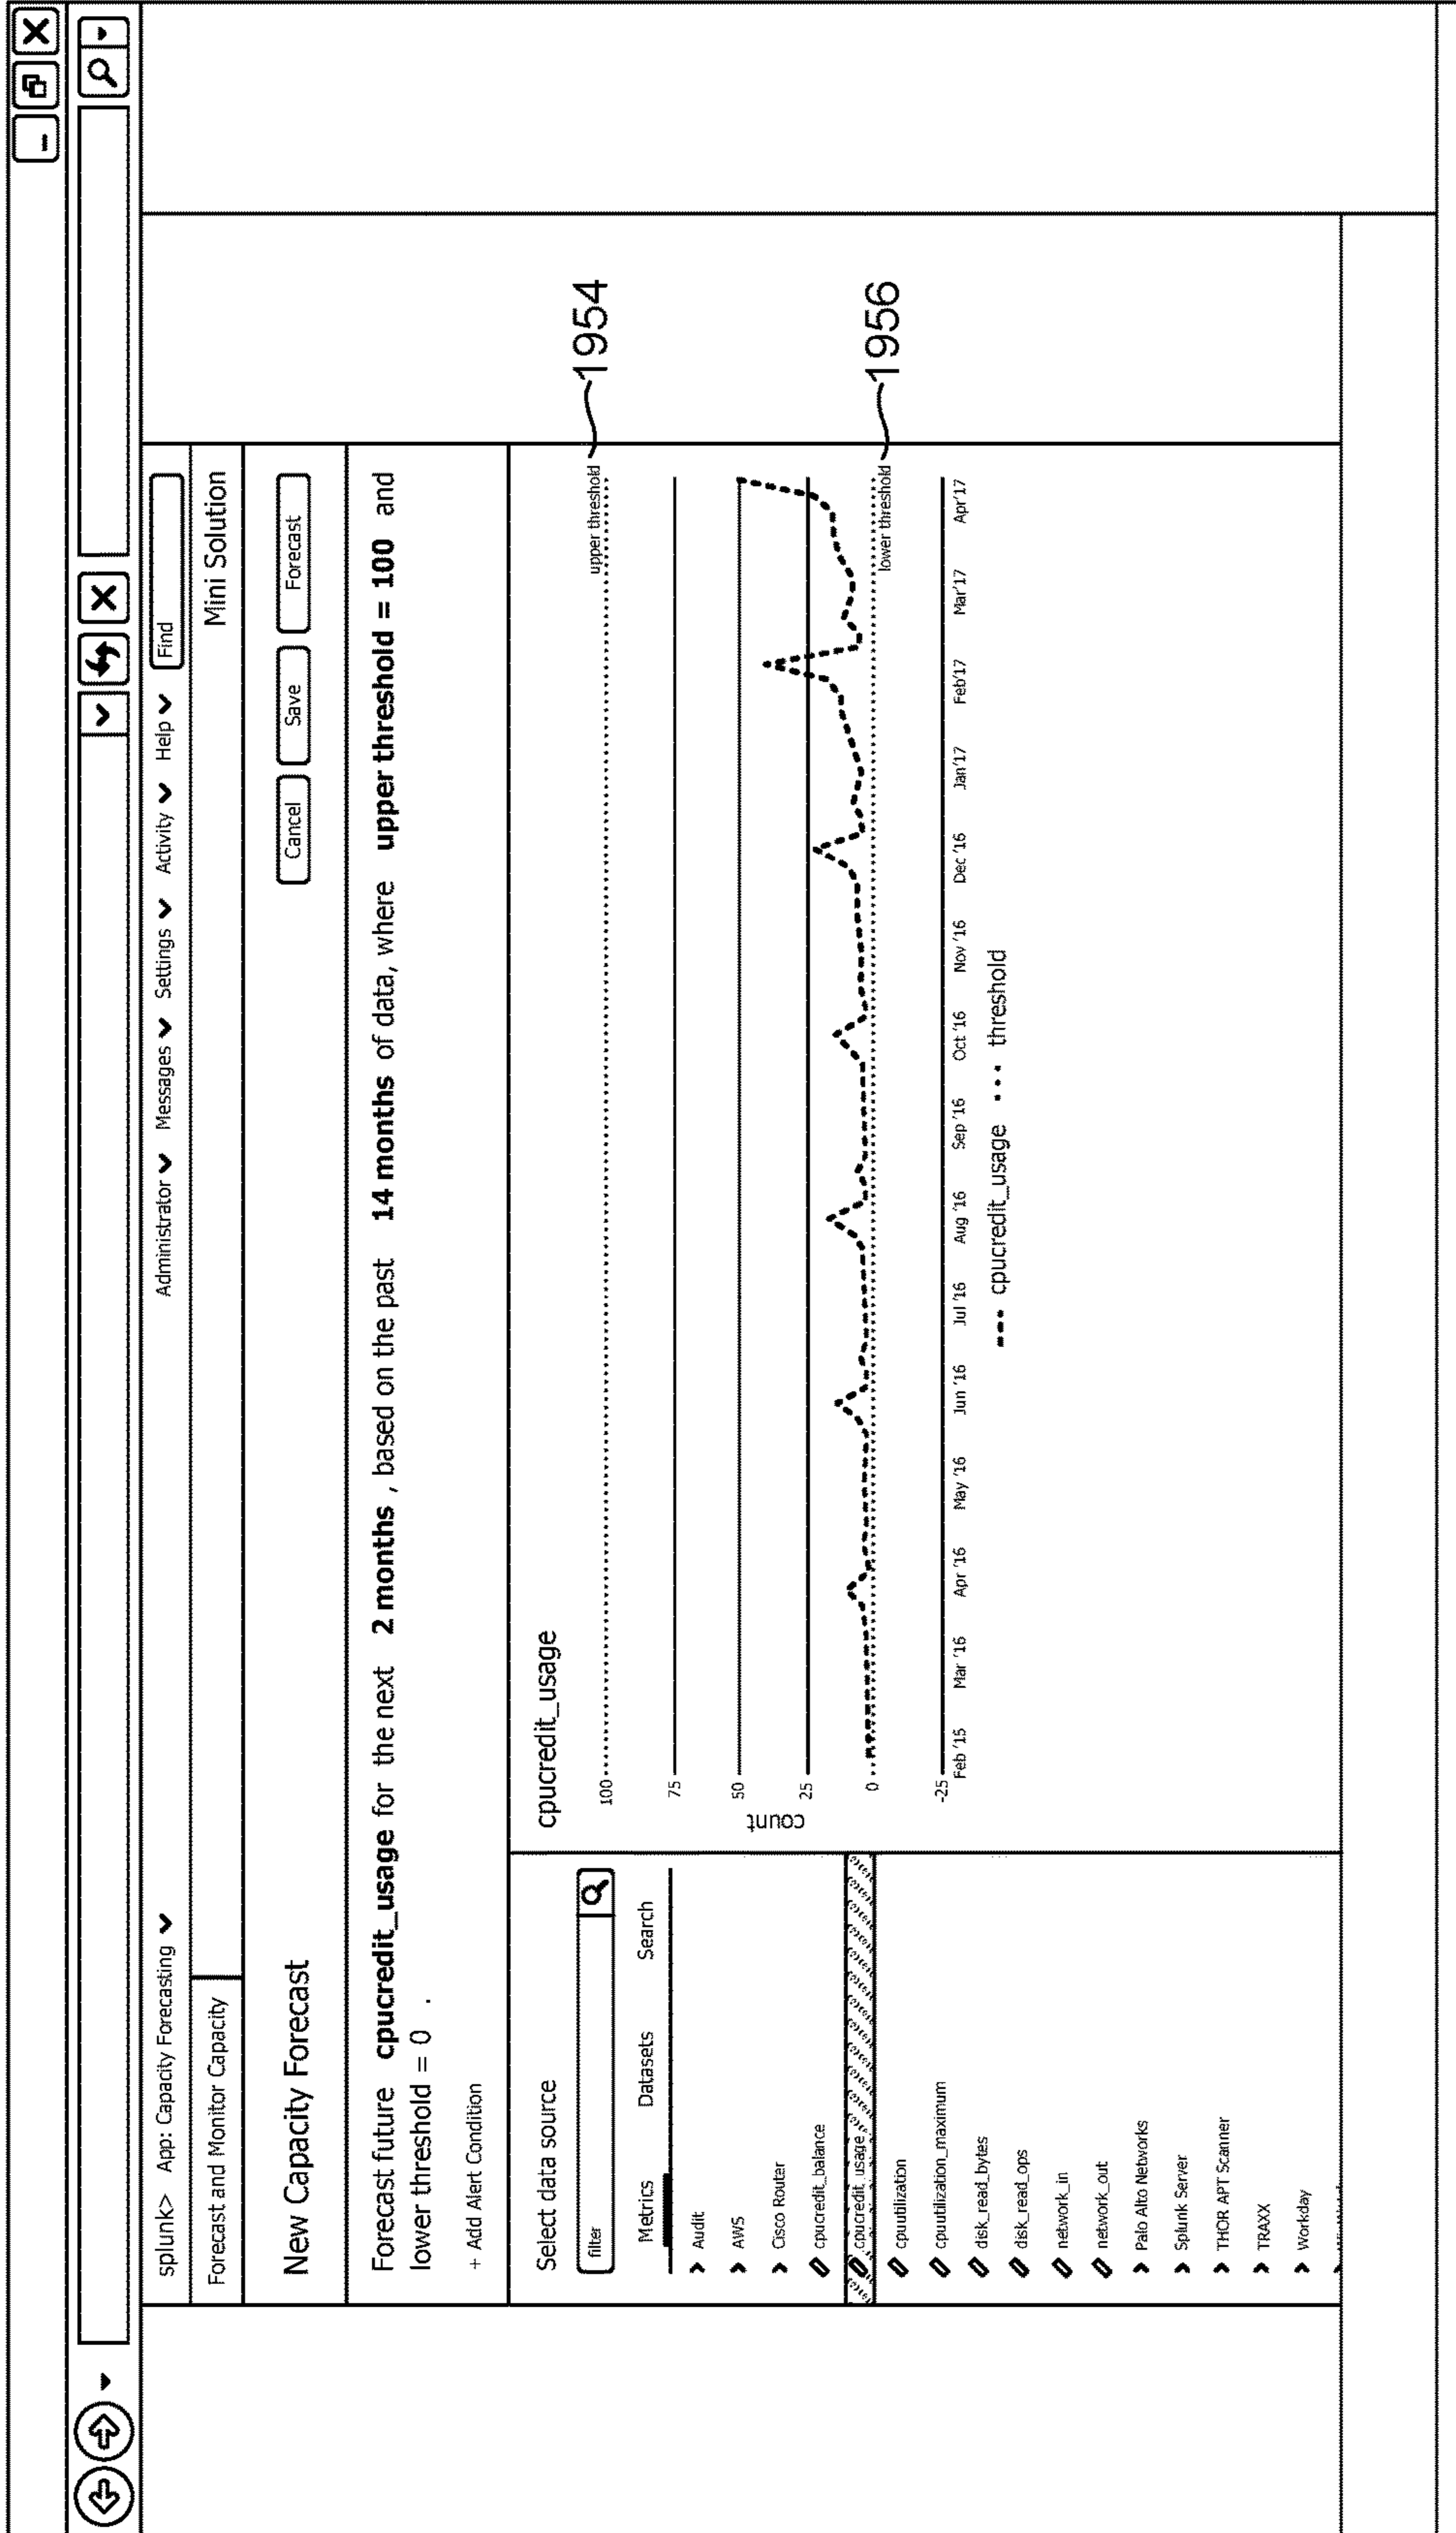 splunk> App: Capacity Forecasting Administrator Messages Settings Activity Help Find
Forecast and Monitor Capacity Mini Solution
New Capacity Forecast Cancel Save Forecast
Forecast future cpucredit_usage for the next 2 months , based on the past 14 months of data, where upper threshold = 100 and
lower threshold = 0 .
+ Add Alert Condition
Select data source
filter
Metrics Datasets Search
Audit
AWS
Cisco Router
cpucredit_balance
cpucredit_usage
cpuutilization
cpuutilization_maximum
disk_read_bytes
disk_read_ops
network_in
network_out
Palo Alto Networks
Splunk Server
THOR APT Scanner
TRAXX
Workday
cpucredit_usage
upper threshold
1954
100
75
50
25
0
-25
count
lower threshold
1956
Feb '15 Mar '16 Apr '16 May '16 Jun '16 Jul '16 Aug '16 Sep '16 Oct '16 Nov '16 Dec '16 Jan'17 Feb'17 Mar'17 Apr'17
cpucredit_usage threshold